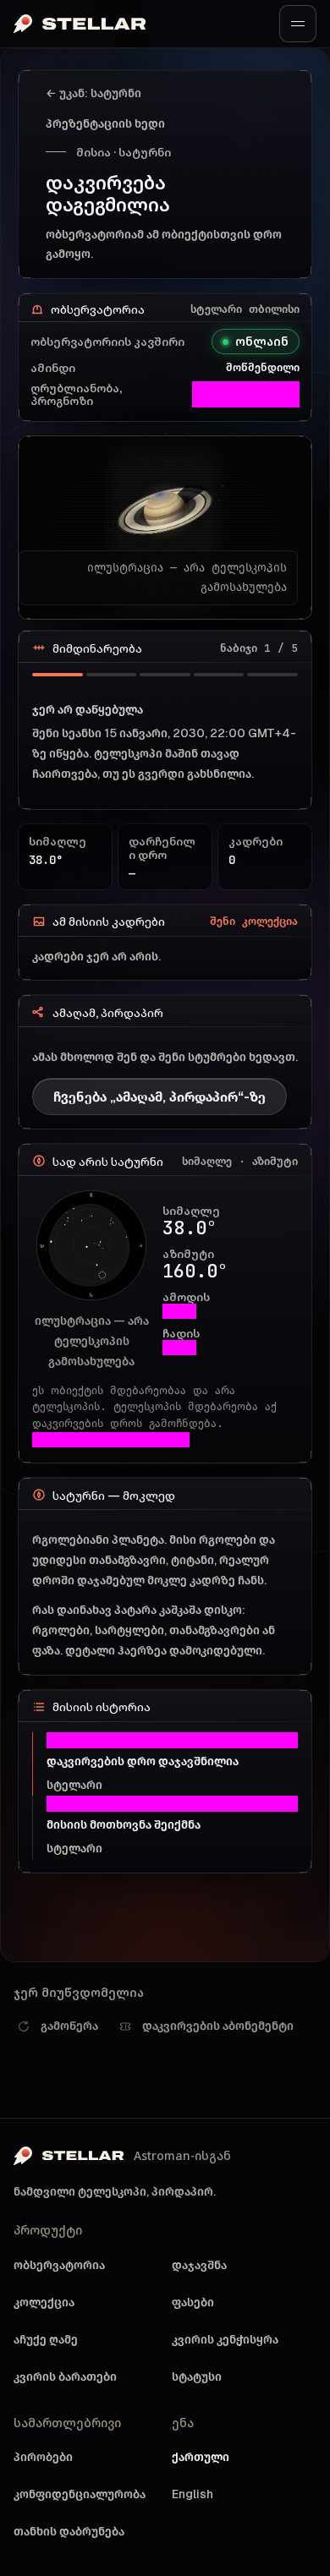 STELLAR
← უკან: სატურნი
პრეზენტაციის ხედი
მისია · სატურნი
დაკვირვება
დაგეგმილია
ობსერვატორიამ ამ ობიექტისთვის დრო
გამოყო.
ობსერვატორია
სტელარი თბილისი
ობსერვატორიის კავშირი
ონლაინ
ამინდი
მოწმენდილი
ღრუბლიანობა,
პროგნოზი
ილუსტრაცია — არა ტელესკოპის
გამოსახულება
მიმდინარეობა
ნაბიჯი 1 / 5
ჯერ არ დაწყებულა
შენი სეანსი 15 იანვარი, 2030, 22:00 GMT+4-
ზე იწყება. ტელესკოპი მაშინ თავად
ჩაირთვება, თუ ეს გვერდი გახსნილია.
სიმაღლე
38.0°
დარჩენილ
ი დრო
—
კადრები
0
ამ მისიის კადრები
შენი კოლექცია
კადრები ჯერ არ არის.
ამაღამ, პირდაპირ
ამას მხოლოდ შენ და შენი სტუმრები ხედავთ.
ჩვენება „ამაღამ, პირდაპირ“-ზე
სად არის სატურნი
სიმაღლე · აზიმუტი
სიმაღლე
38.0°
აზიმუტი
160.0°
ამოდის
ჩადის
ილუსტრაცია — არა
ტელესკოპის
გამოსახულება
ეს ობიექტის მდებარეობაა და არა
ტელესკოპის. ტელესკოპის მდებარეობა აქ
დაკვირვების დროს გამოჩნდება.
სატურნი — მოკლედ
რგოლებიანი პლანეტა. მისი რგოლები და
უდიდესი თანამგზავრი, ტიტანი, რეალურ
დროში დაჯამებულ მოკლე კადრზე ჩანს.
რას დაინახავ პატარა კაშკაშა დისკო:
რგოლები, სარტყლები, თანამგზავრები ან
ფაზა. დეტალი ჰაერზეა დამოკიდებული.
მისიის ისტორია
დაკვირვების დრო დაჯავშნილია
სტელარი
მისიის მოთხოვნა შეიქმნა
სტელარი
ჯერ მიუწვდომელია
გამოწერა
დაკვირვების აბონემენტი
STELLAR Astroman-ისგან
ნამდვილი ტელესკოპი, პირდაპირ.
პროდუქტი
ობსერვატორია
დაჯავშნა
კოლექცია
ფასები
აჩუქე ღამე
კვირის კენჭისყრა
კვირის ბარათები
სტატუსი
სამართლებრივი
ენა
პირობები
ქართული
კონფიდენციალურობა
English
თანხის დაბრუნება